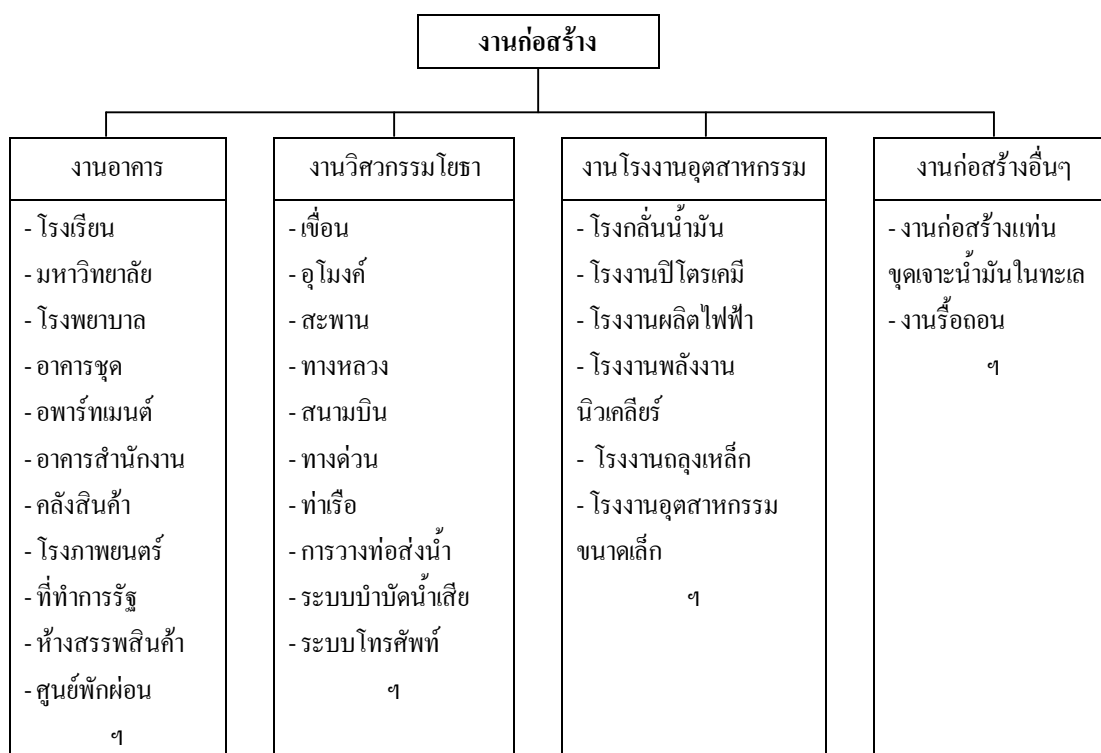 งานก่อสร้าง
งานอาคาร
- โรงเรียน
- มหาวิทยาลัย
- โรงพยาบาล
- อาคารชุด
- อพาร์ทเมนต์
- อาคารสำนักงาน
- คลังสินค้า
- โรงภาพยนตร์
- ที่ทำการรัฐ
- ห้างสรรพสินค้า
- ศูนย์พักผ่อน
ฯ
งานวิศวกรรมโยธา
- เขื่อน
- อุโมงค์
- สะพาน
- ทางหลวง
- สนามบิน
- ทางด่วน
- ท่าเรือ
- การวางท่อส่งน้ำ
- ระบบบำบัดน้ำเสีย
- ระบบโทรศัพท์
ฯ
งานโรงงานอุตสาหกรรม
- โรงกลั่นน้ำมัน
- โรงงานปิโตรเคมี
- โรงงานผลิตไฟฟ้า
- โรงงานพลังงาน
นิวเคลียร์
- โรงงานถลุงเหล็ก
- โรงงานอุตสาหกรรม
ขนาดเล็ก
ฯ
งานก่อสร้างอื่นๆ
- งานก่อสร้างแท่น
ขุดเจาะน้ำมันในทะเล
- งานรื้อถอน
ฯ